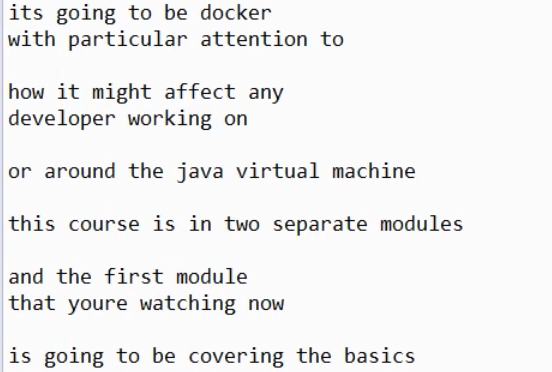 its going to be docker
with particular attention to
how it might affect any
developer working on
or around the java virtual machine
this course is in two separate modules
and the first module
that youre watching now
is going to be covering the basics